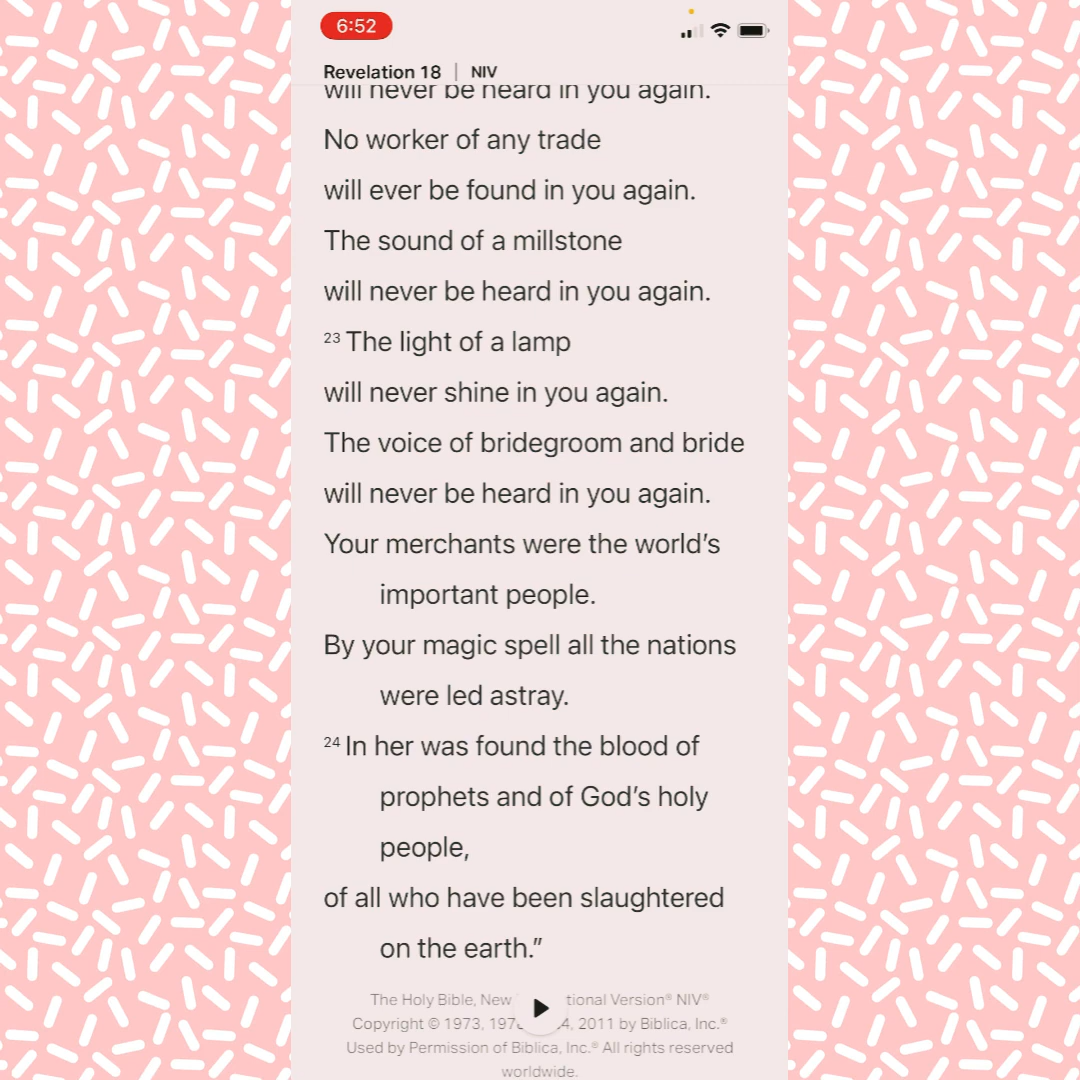 6:52
Revelation 18 | NIV
will never be heard in you again.
No worker of any trade
will ever be found in you again.
The sound of a millstone
will never be heard in you again.
23 The light of a lamp
will never shine in you again.
The voice of bridegroom and bride
will never be heard in you again.
Your merchants were the world’s
important people.
By your magic spell all the nations
were led astray.
24 In her was found the blood of
prophets and of God’s holy
people,
of all who have been slaughtered
on the earth.”
The Holy Bible, New tional Version® NIV®
Copyright © 1973, 4, 2011 by Biblica, Inc.®
Used by Permission of Biblica, Inc.® All rights reserved
worldwide.